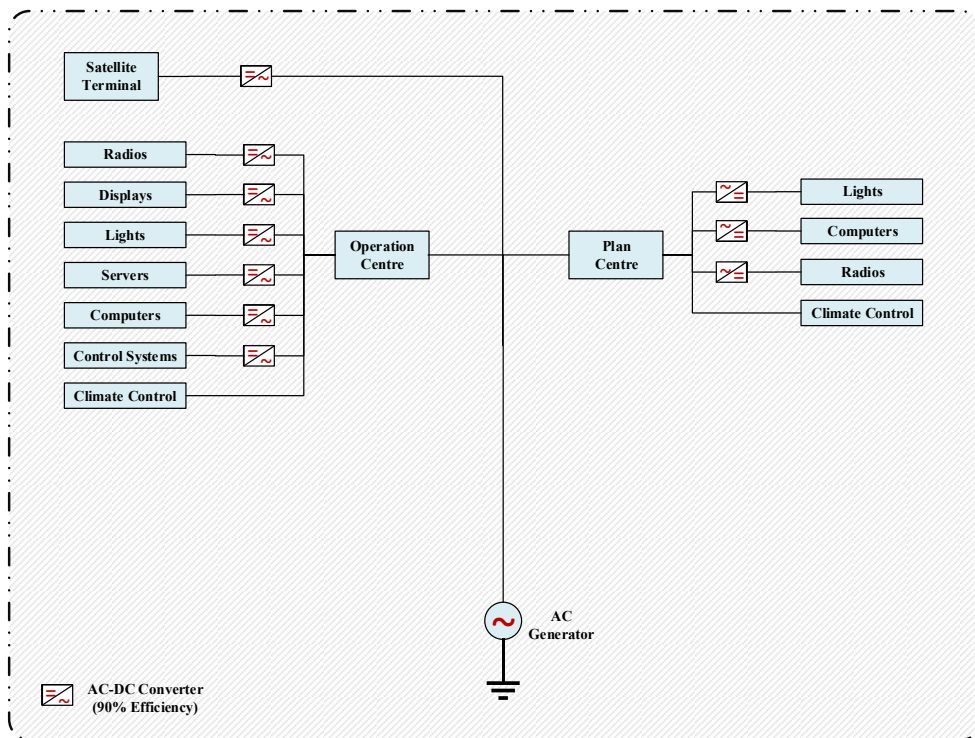 Satellite
Terminal
Radios
Displays
Lights
Servers
Computers
Control Systems
Climate Control
Operation
Centre
Plan
Centre
Lights
Computers
Radios
Climate Control
AC
Generator
AC-DC Converter
(90% Efficiency)